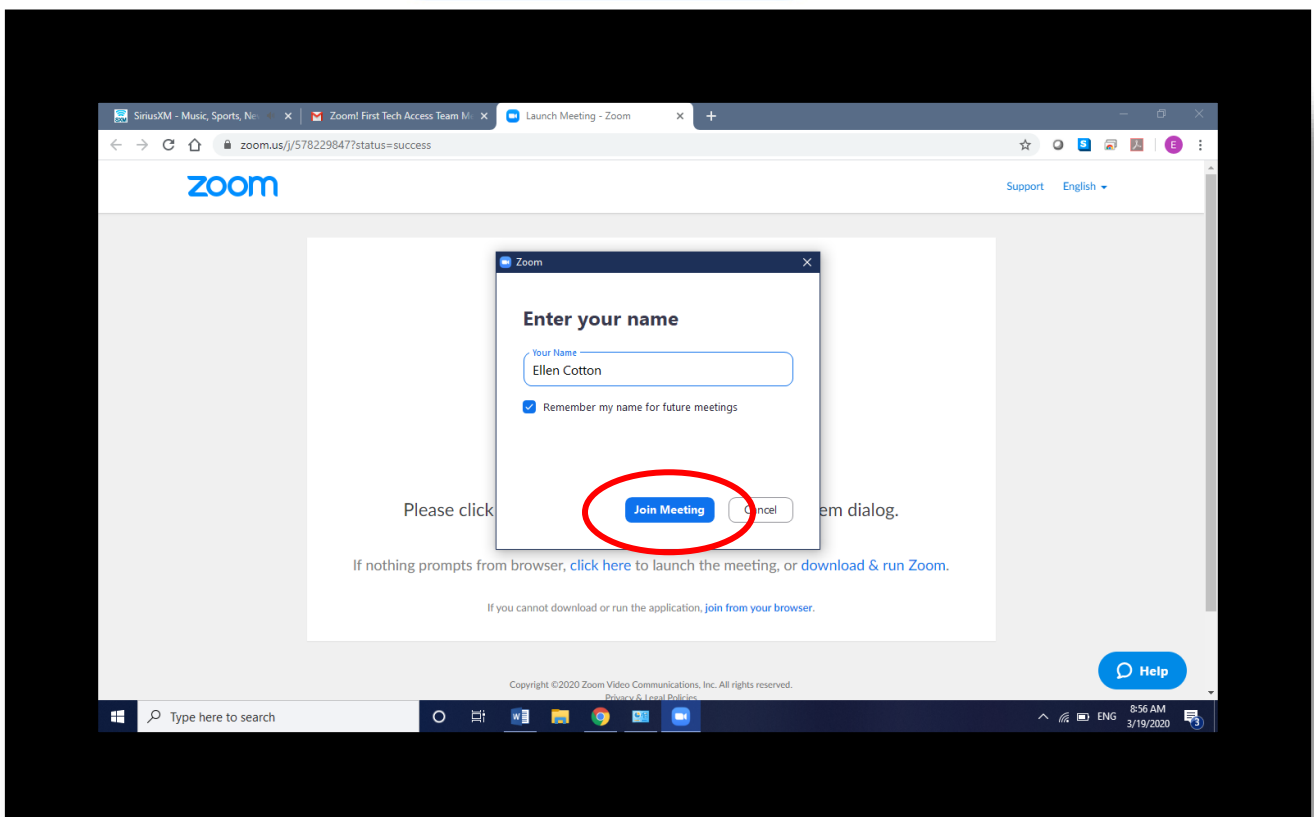 SiriusXM - Music, Sports, Ne
Zoom! First Tech Access Team M
Launch Meeting - Zoom
zoom.us/j/578229847?status=success
S
E
zoom
Support
English
Zoom
Enter your name
Your Name
Ellen Cotton
Remember my name for future meetings
Join Meeting
Cancel
Please click
em dialog.
If nothing prompts from browser, click here to launch the meeting, or download & run Zoom.
If you cannot download or run the application, join from your browser.
Help
Copyright ©2020 Zoom Video Communications, Inc. All rights reserved.
Privacy & Legal Policies
Type here to search
ENG
8:56 AM
3/19/2020
3